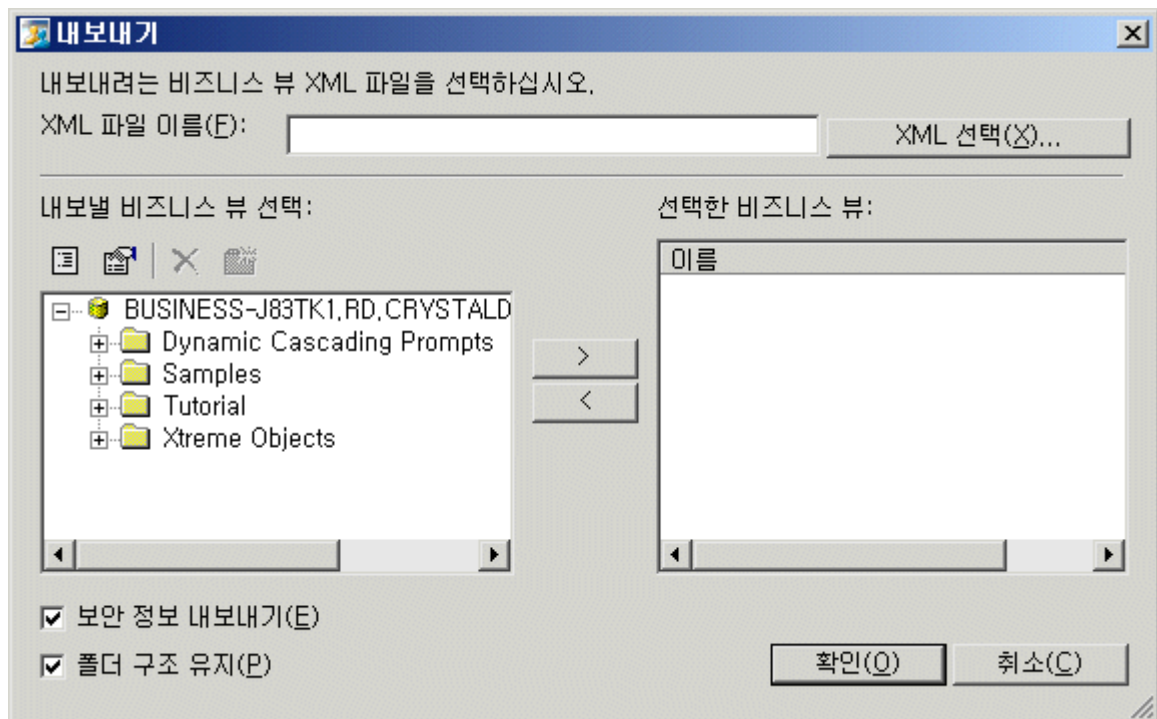 내보내기
내보내려는 비즈니스 뷰 XML 파일을 선택하십시오.
XML 파일 이름(F):
XML 선택(X)...
내보낼 비즈니스 뷰 선택:
선택한 비즈니스 뷰:
이름
BUSINESS-J83TK1.RD.CRYSTALD
Dynamic Cascading Prompts
Samples
Tutorial
Xtreme Objects
>
<
보안 정보 내보내기(E)
폴더 구조 유지(P)
확인(O)
취소(C)